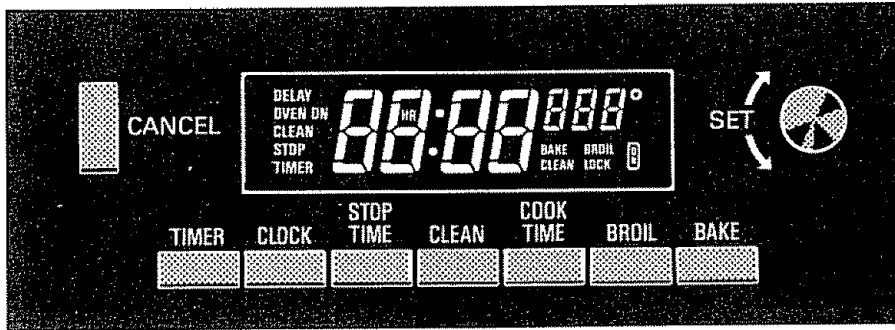 CANCEL
DELAY
OVEN ON
CLEAN
STOP
TIMER
88:88
HR
888°
BAKE BROIL
CLEAN LOCK
SET
TIMER
CLOCK
STOP
TIME
CLEAN
COOK
TIME
BROIL
BAKE